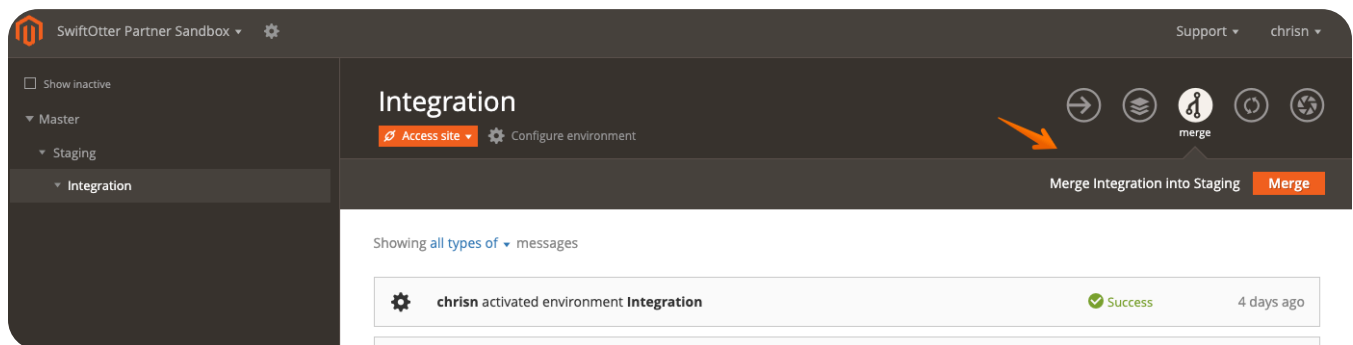 SwiftOtter Partner Sandbox
Support
chrisn
Show inactive
Master
Staging
Integration
Integration
Access site
Configure environment
merge
Merge Integration into Staging
Merge
Showing all types of messages
chrisn activated environment Integration
Success
4 days ago